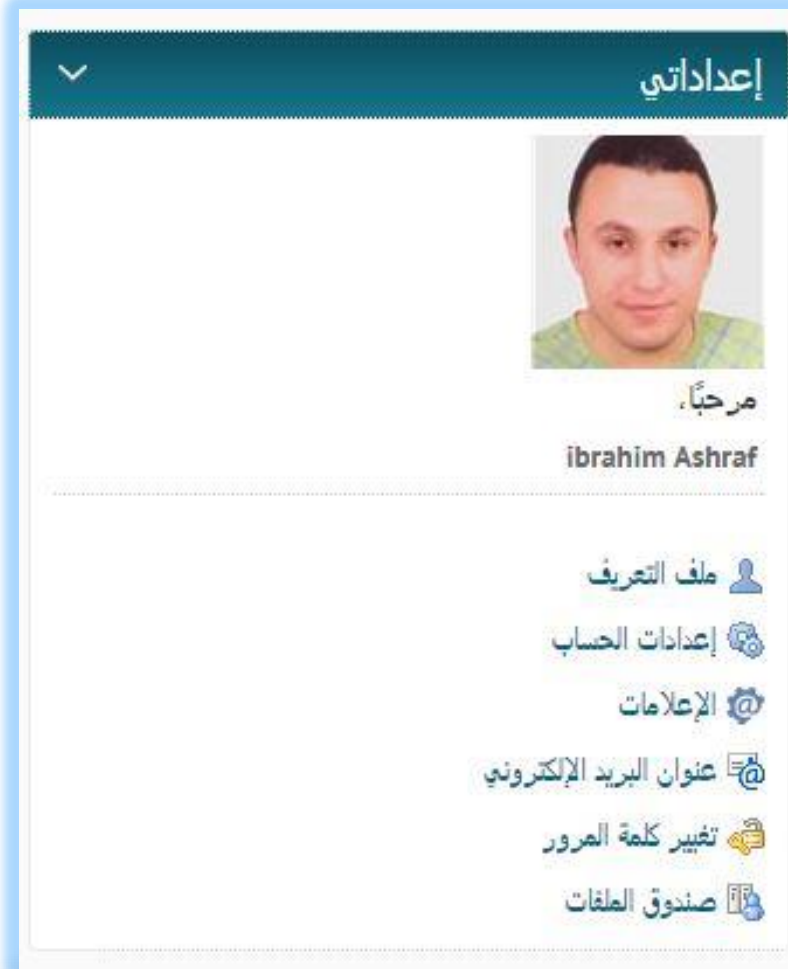 إعداداتي
مرحبًا،
ibrahim Ashraf
ملف التعريف
إعدادات الحساب
الإعلامات
عنوان البريد الإلكتروني
تغيير كلمة المرور
صندوق الملفات